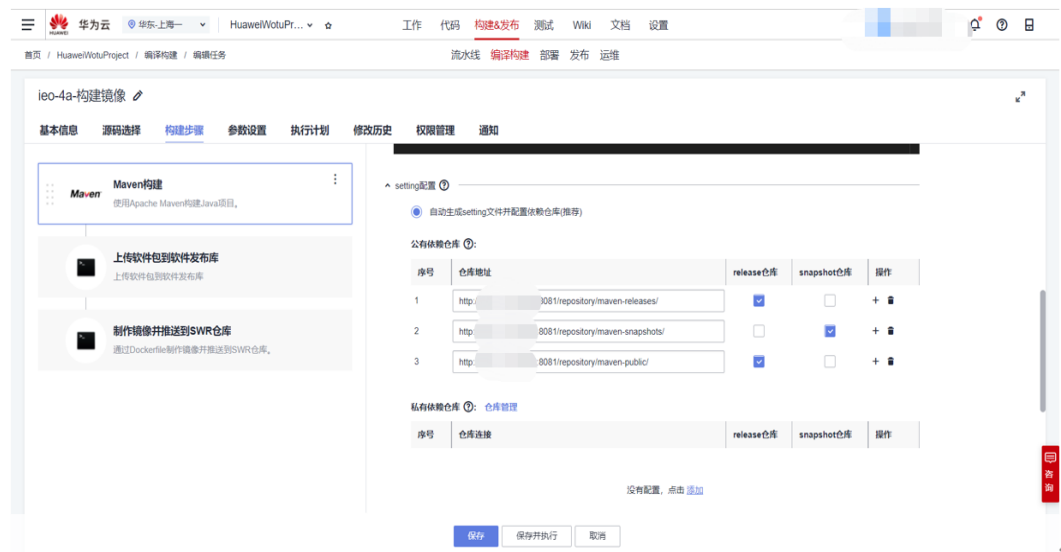 HUAWEI 华为云 华东-上海一 HuaweiWotuPr... 工作 代码 构建&发布 测试 Wiki 文档 设置
首页 / HuaweiWotuProject / 编译构建 / 编辑任务 流水线 编译构建 部署 发布 运维
ieo-4a-构建镜像
基本信息 源码选择 构建步骤 参数设置 执行计划 修改历史 权限管理 通知
Maven Maven构建
使用Apache Maven构建Java项目。
上传软件包到软件发布库
上传软件包到软件发布库
制作镜像并推送到SWR仓库
通过Dockerfile制作镜像并推送到SWR仓库。
setting配置
自动生成setting文件并配置依赖仓库(推荐)
公有依赖仓库 :
序号 仓库地址 release仓库 snapshot仓库 操作
1 http: 8081/repository/maven-releases/
2 http: :8081/repository/maven-snapshots/
3 http: :8081/repository/maven-public/
私有依赖仓库 : 仓库管理
序号 仓库连接 release仓库 snapshot仓库 操作
没有配置，点击 添加
保存 保存并执行 取消
咨询